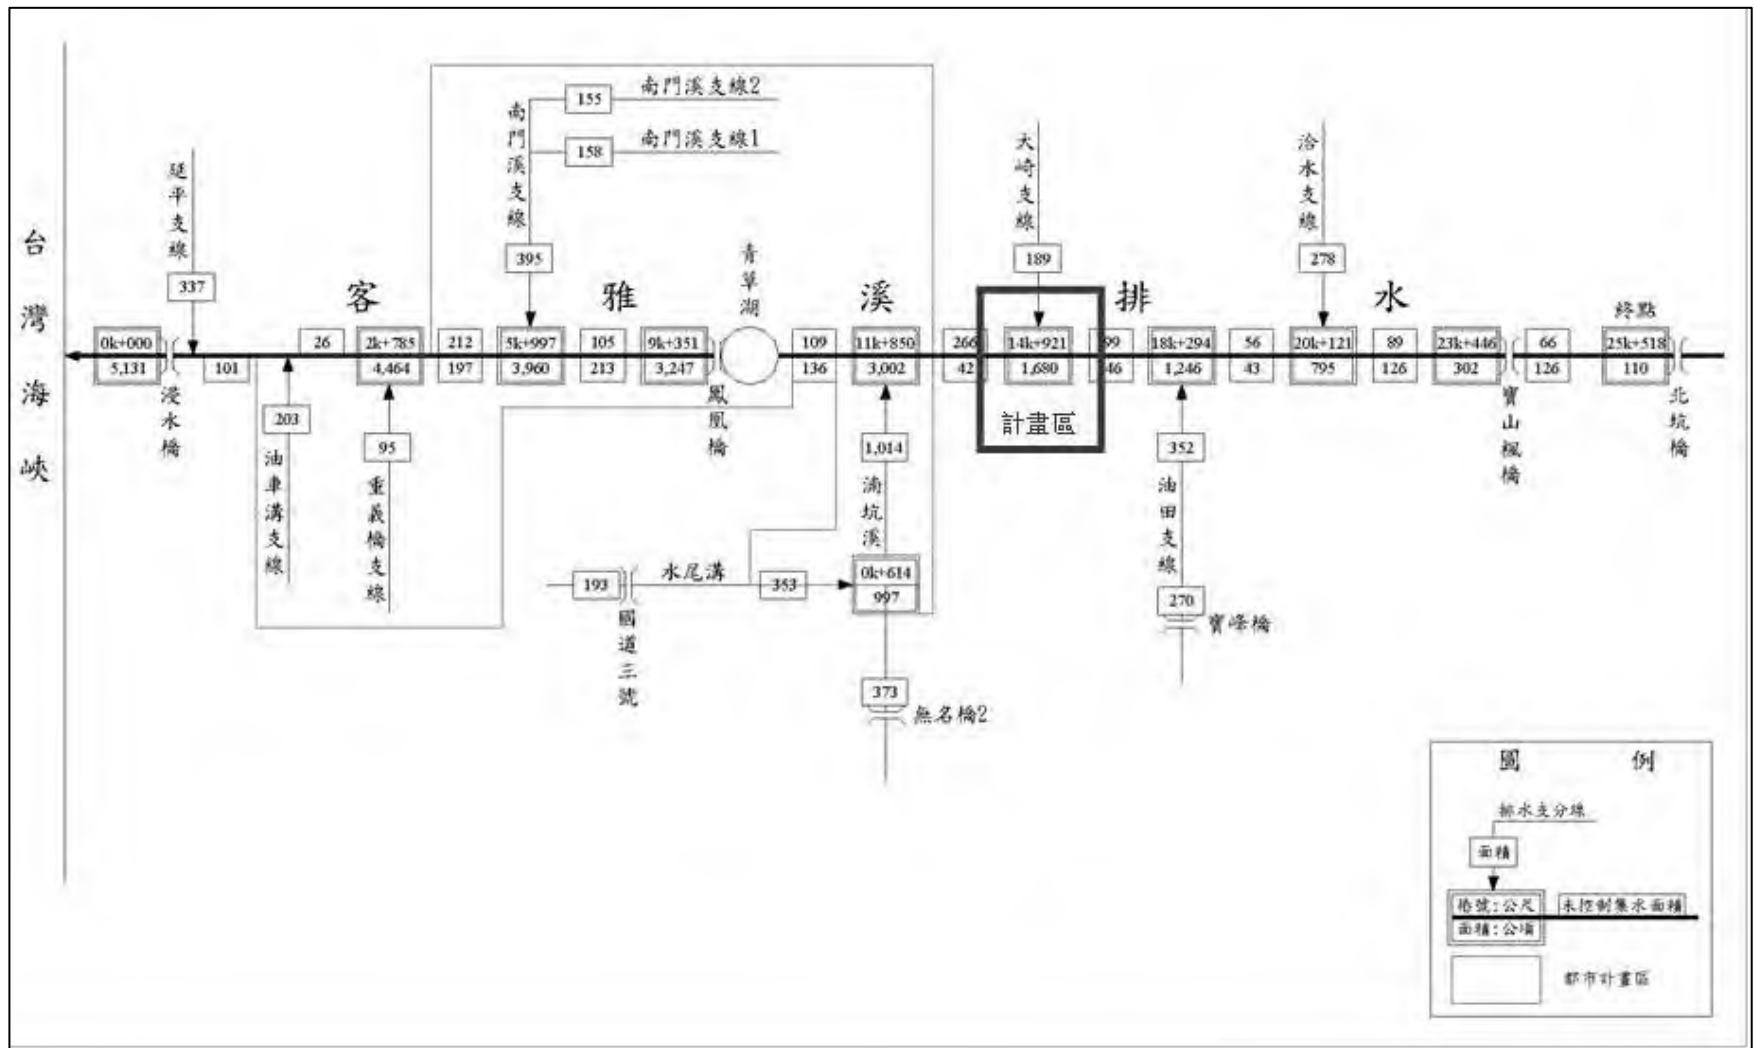 南門溪支線2
155
南門溪支線1
158
南門溪支線
395
延平支線
337
大崎支線
189
洽水支線
278
台灣海峽
客雅溪排水
青草湖
終點
0k+000
5,131
浸水橋
101
26
2k+785
4,464
212
197
5k+997
3,960
105
213
9k+351
3,247
鳳凰橋
109
136
11k+850
3,002
266
42
14k+921
1,680
計畫區
99
46
18k+294
1,246
56
43
20k+121
795
89
126
23k+446
302
寶山楓橋
66
126
25k+518
110
北坑橋
203
油車溝支線
95
重義橋支線
1,014
湳坑溪
352
油田支線
193
水尾溝
353
0k+614
997
國道三號
270
寶峰橋
373
無名橋2
圖例
排水支分線
面積
樁號:公尺
未控制集水面積
面積:公頃
都市計畫區